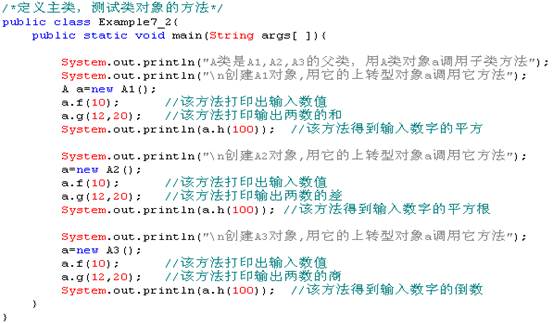 /*定义主类，测试类对象的方法*/
public class Example7_2{
public static void main(String args[ ]){
System.out.println("A类是A1,A2,A3的父类，用A类对象a调用子类方法");
System.out.println("\n创建A1对象,用它的上转型对象a调用它方法");
A a=new A1();
a.f(10); //该方法打印出输入数值
a.g(12,20); //该方法打印输出两数的和
System.out.println(a.h(100)); //该方法得到输入数字的平方
System.out.println("\n创建A2对象,用它的上转型对象a调用它方法");
a=new A2();
a.f(10); //该方法打印出输入数值
a.g(12,20); //该方法打印输出两数的差
System.out.println(a.h(100)); //该方法得到输入数字的平方根
System.out.println("\n创建A3对象,用它的上转型对象a调用它方法");
a=new A3();
a.f(10); //该方法打印出输入数值
a.g(12,20); //该方法打印输出两数的商
System.out.println(a.h(100)); //该方法得到输入数字的倒数
}
}